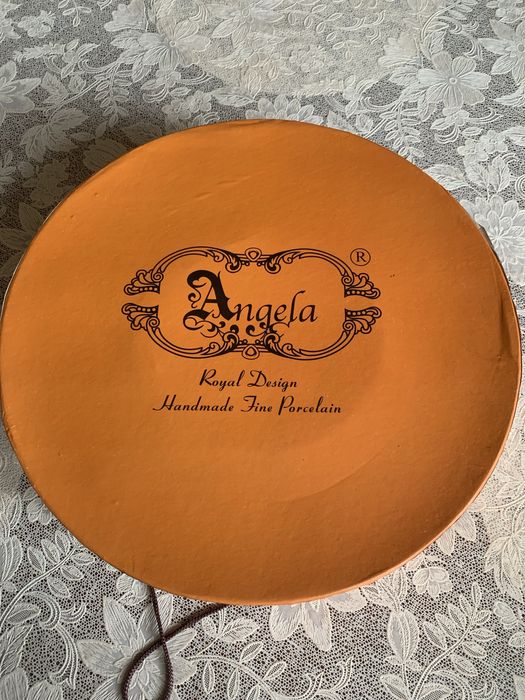 ®
Angela
Royal Design
Handmade Fine Porcelain